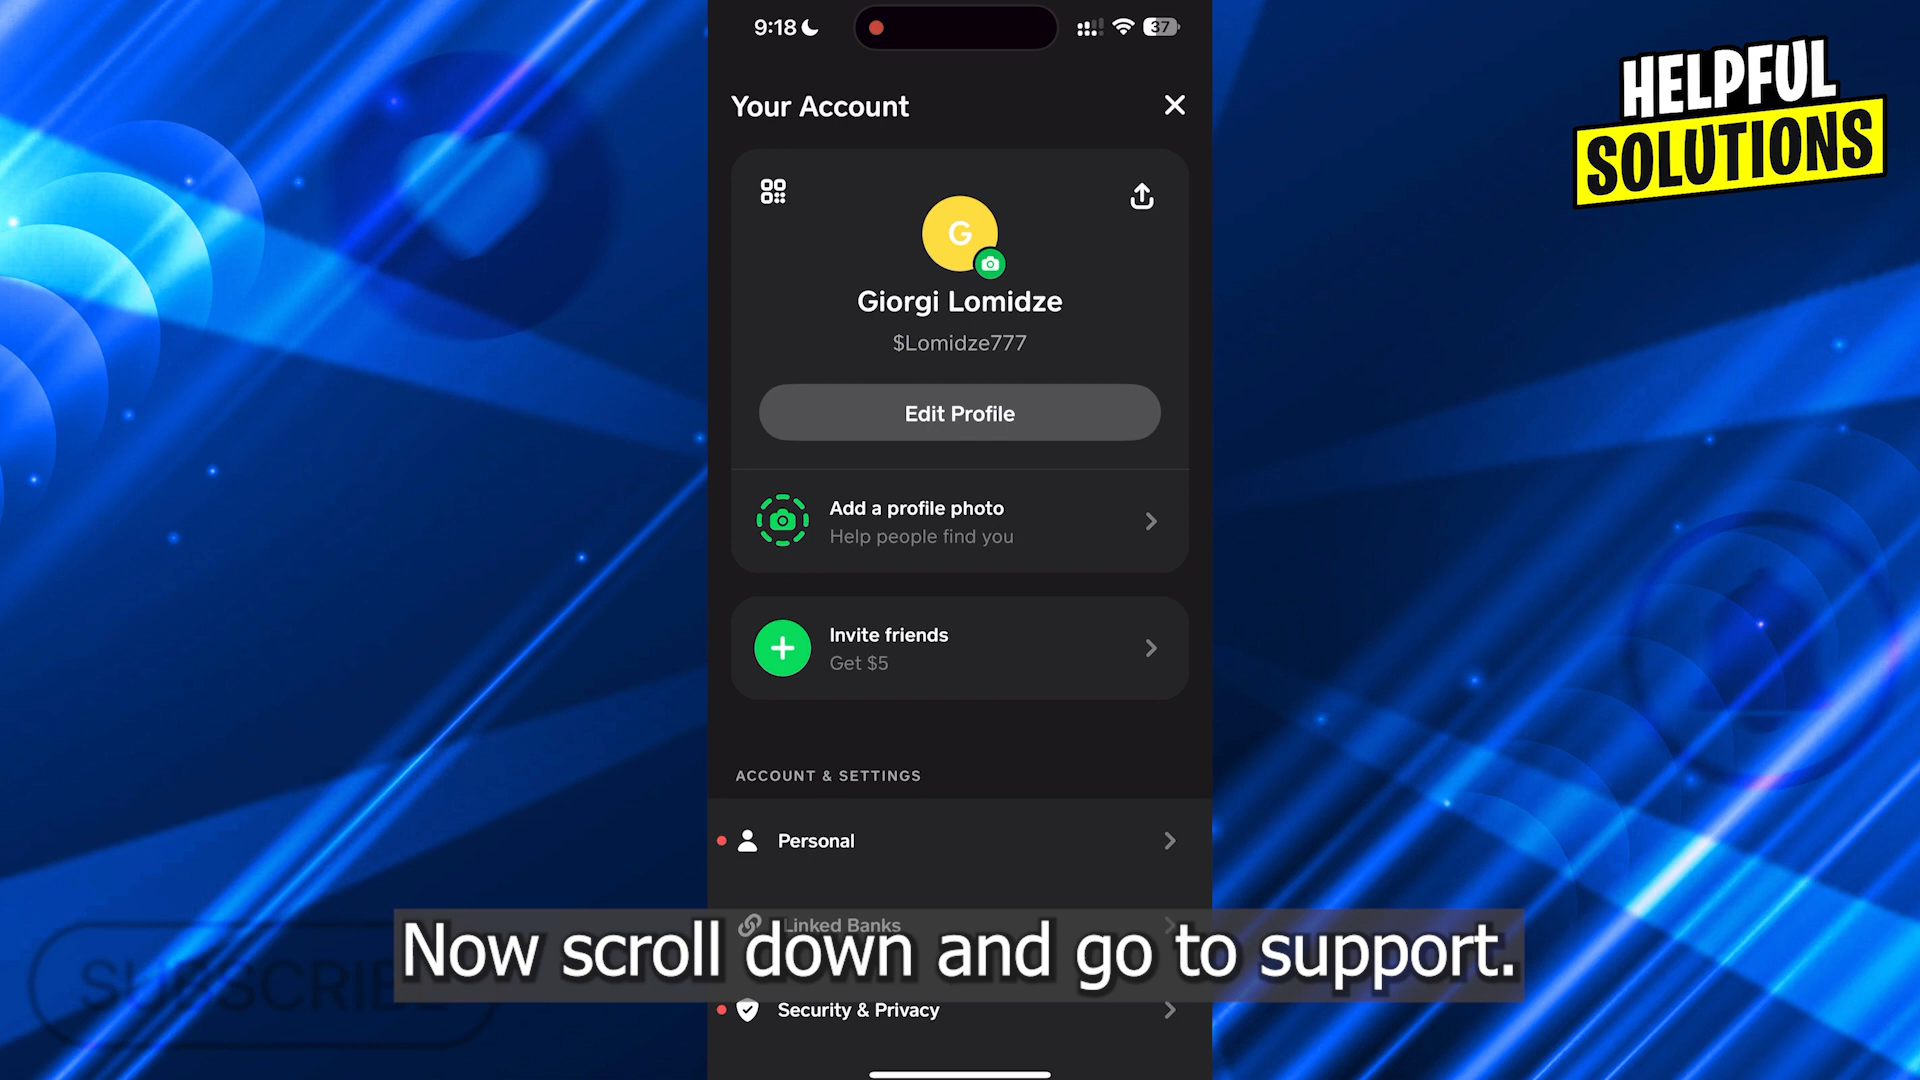 9:18
37
HELPFUL
SOLUTIONS
Your Account
G
Giorgi Lomidze
$Lomidze777
Edit Profile
Add a profile photo
Help people find you
Invite friends
Get $5
ACCOUNT & SETTINGS
Personal
Linked Banks
Now scroll down and go to support.
SUBSCRIBE
Security & Privacy